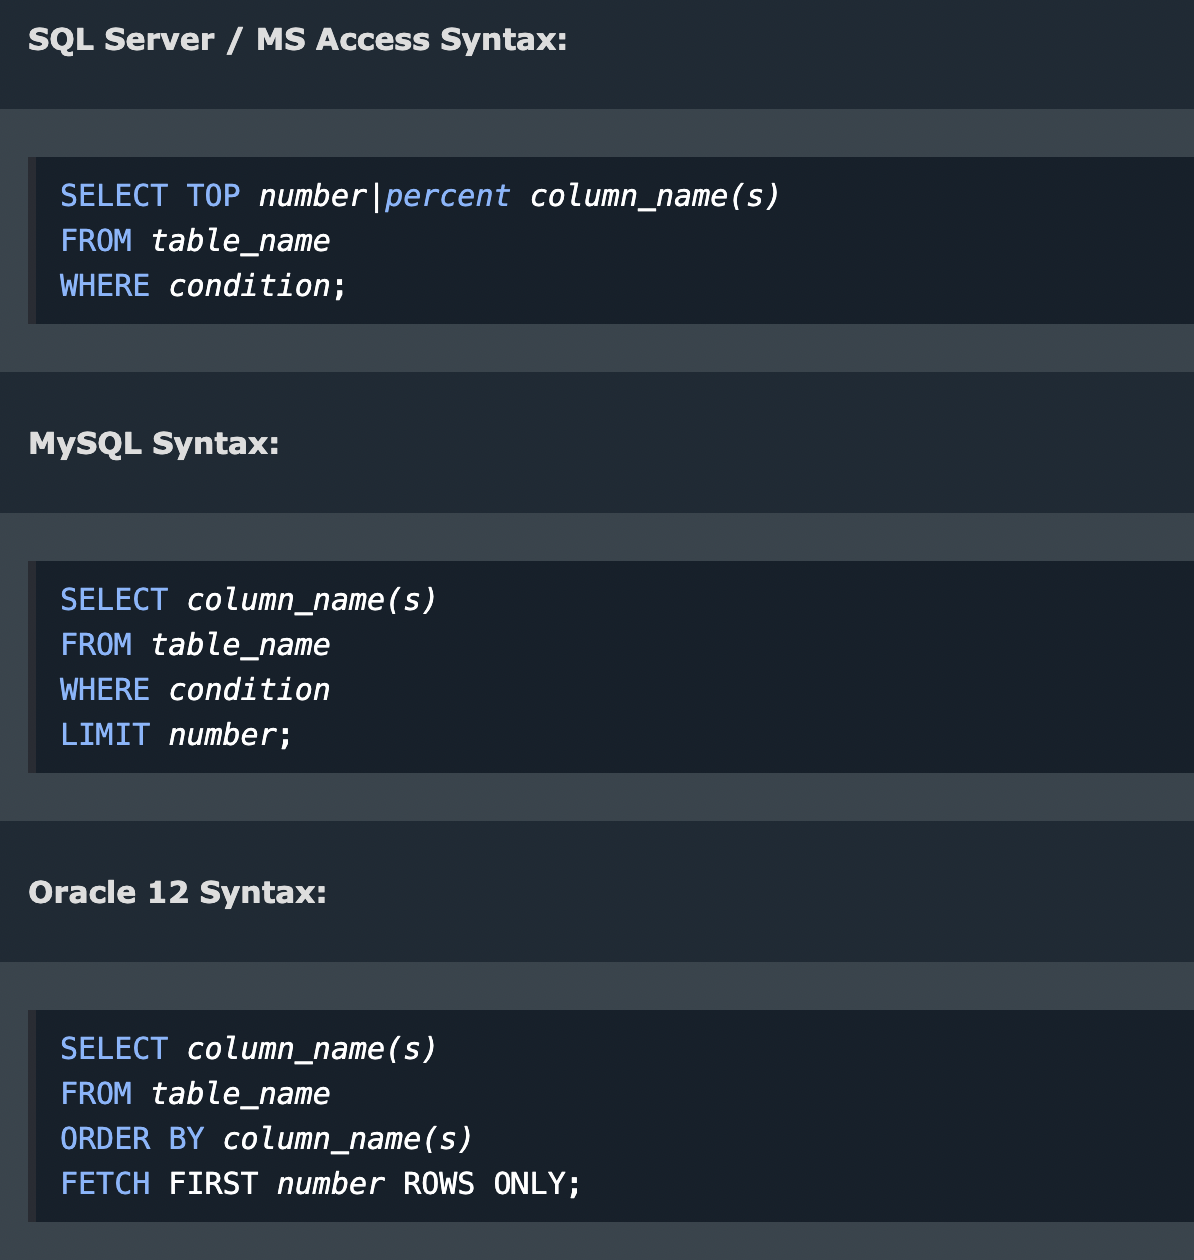 SQL Server / MS Access Syntax:
SELECT TOP number|percent column_name(s)
FROM table_name
WHERE condition;
MySQL Syntax:
SELECT column_name(s)
FROM table_name
WHERE condition
LIMIT number;
Oracle 12 Syntax:
SELECT column_name(s)
FROM table_name
ORDER BY column_name(s)
FETCH FIRST number ROWS ONLY;